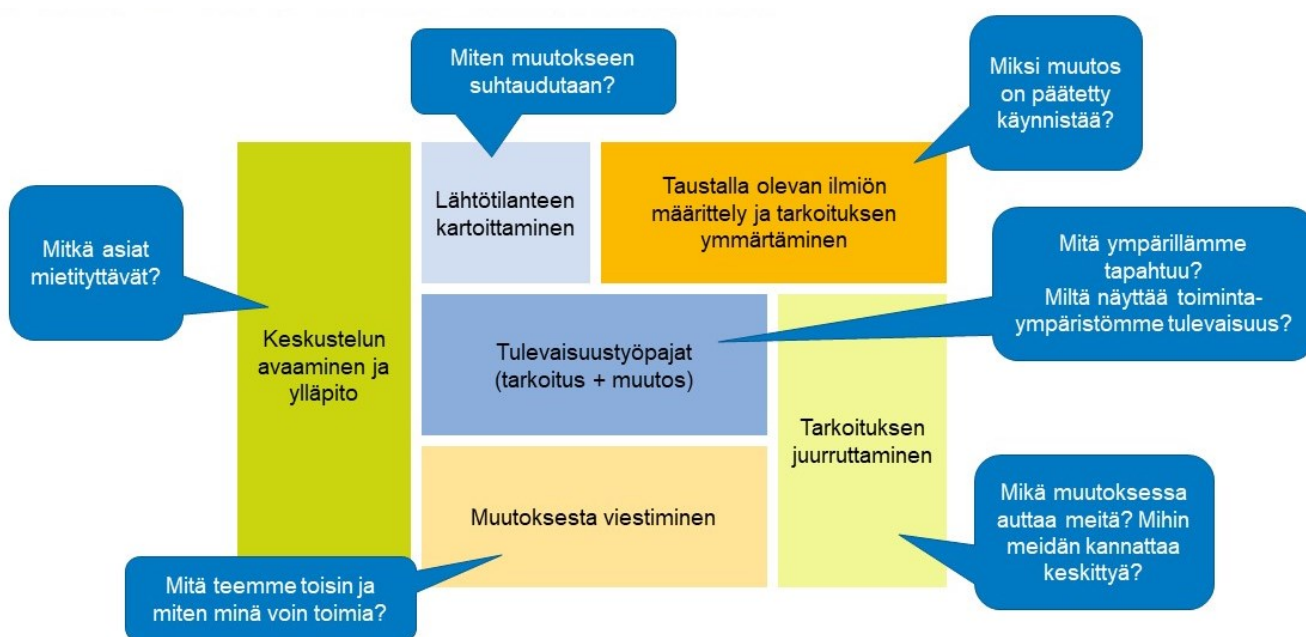 Miten muutokseen
suhtaudutaan?
Miksi muutos
on päätetty
käynnistää?
Mitkä asiat
mietityttävät?
Keskustelun
avaaminen ja
ylläpito
Lähtötilanteen
kartoittaminen
Taustalla olevan ilmiön
määrittely ja tarkoituksen
ymmärtäminen
Mitä ympärillämme
tapahtuu?
Miltä näyttää toiminta-
ympäristömme tulevaisuus?
Tulevaisuustyöpajat
(tarkoitus + muutos)
Tarkoituksen
juurruttaminen
Muutoksesta viestiminen
Mikä muutoksessa
auttaa meitä? Mihin
meidän kannattaa
keskittyä?
Mitä teemme toisin ja
miten minä voin toimia?